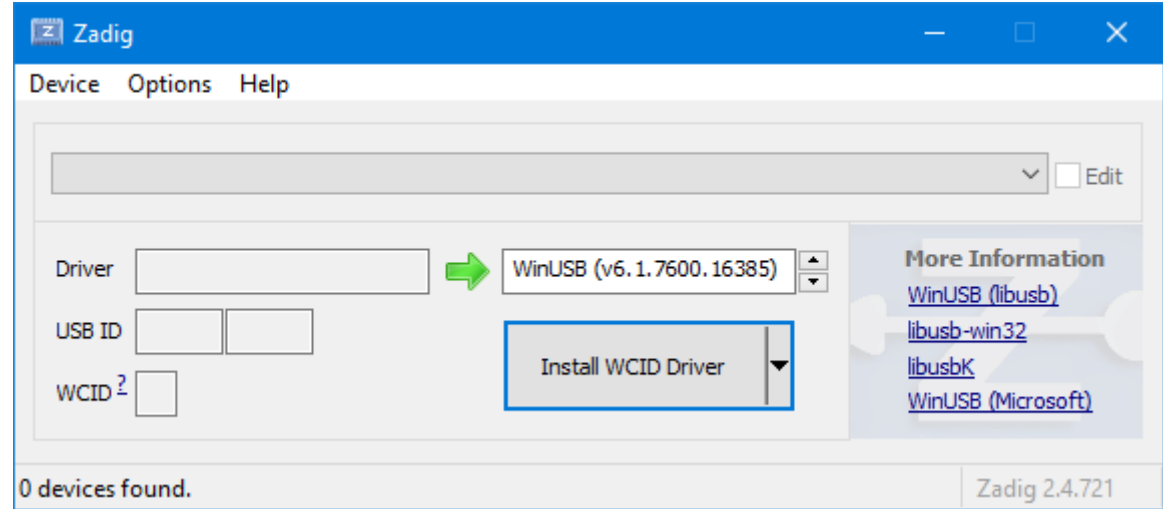 Zadig
Device Options Help
Edit
Driver
WinUSB (v6.1.7600.16385)
USB ID
WCID ?
Install WCID Driver
More Information
WinUSB (libusb)
libusb-win32
libusbK
WinUSB (Microsoft)
0 devices found.
Zadig 2.4.721